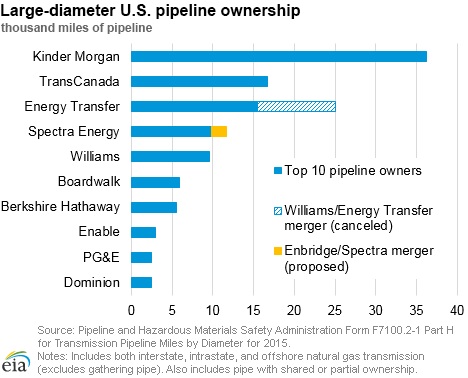 Large-diameter U.S. pipeline ownership
thousand miles of pipeline
Kinder Morgan
TransCanada
Energy Transfer
Spectra Energy
Williams
Boardwalk
Berkshire Hathaway
Enable
PG&E
Dominion
Top 10 pipeline owners
Williams/Energy Transfer
merger (canceled)
Enbridge/Spectra merger
(proposed)
0 5 10 15 20 25 30 35 40
Source: Pipeline and Hazardous Materials Safety Administration Form F7100.2-1 Part H
for Transmission Pipeline Miles by Diameter for 2015.
Notes: Includes both interstate, intrastate, and offshore natural gas transmission
(excludes gathering pipe). Also includes pipe with shared or partial ownership.
eia